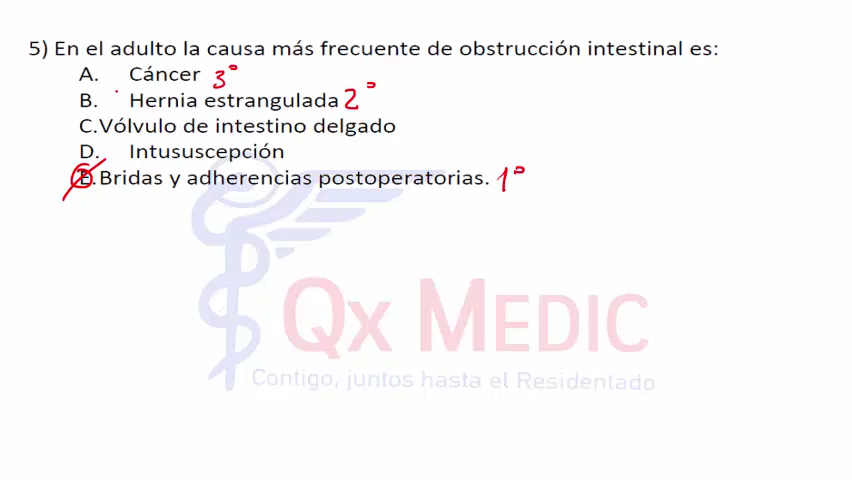 5) En el adulto la causa más frecuente de obstrucción intestinal es:
A. Cáncer 3°
B. Hernia estrangulada 2°
C.Vólvulo de intestino delgado
D. Intususcepción
E.Bridas y adherencias postoperatorias. 1°
Qx MEDIC
Contigo, juntos hasta el Residentado